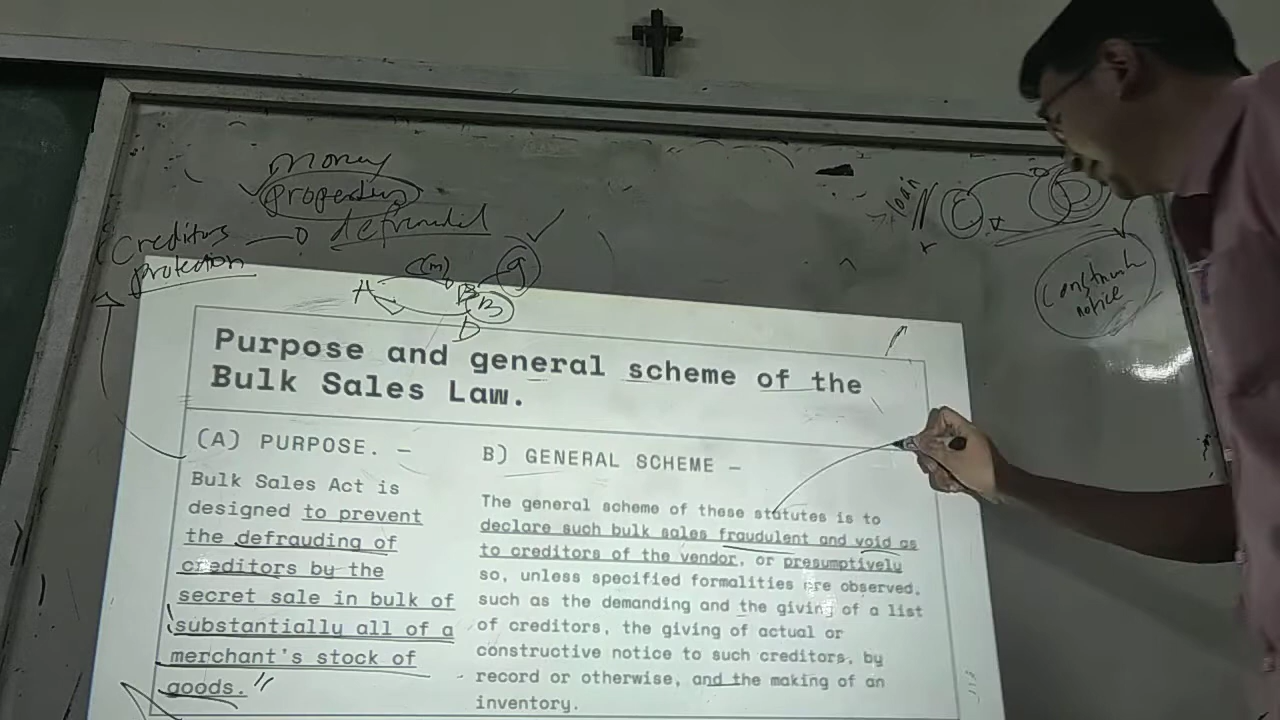 money
property
Creditors
protection
defraudel
A
C(m)
g
B
B
D
loan
C
D
Constructive
notice
Purpose and general scheme of the
Bulk Sales Law.
(A) PURPOSE. —
Bulk Sales Act is
designed to prevent
the defrauding of
creditors by the
secret sale in bulk of
substantially all of a
merchant's stock of
goods.
B) GENERAL SCHEME —
The general scheme of these statutes is to
declare such bulk sales fraudulent and void as
to creditors of the vendor, or presumptively
so, unless specified formalities are observed,
such as the demanding and the giving of a list
of creditors, the giving of actual or
constructive notice to such creditors, by
record or otherwise, and the making of an
inventory.